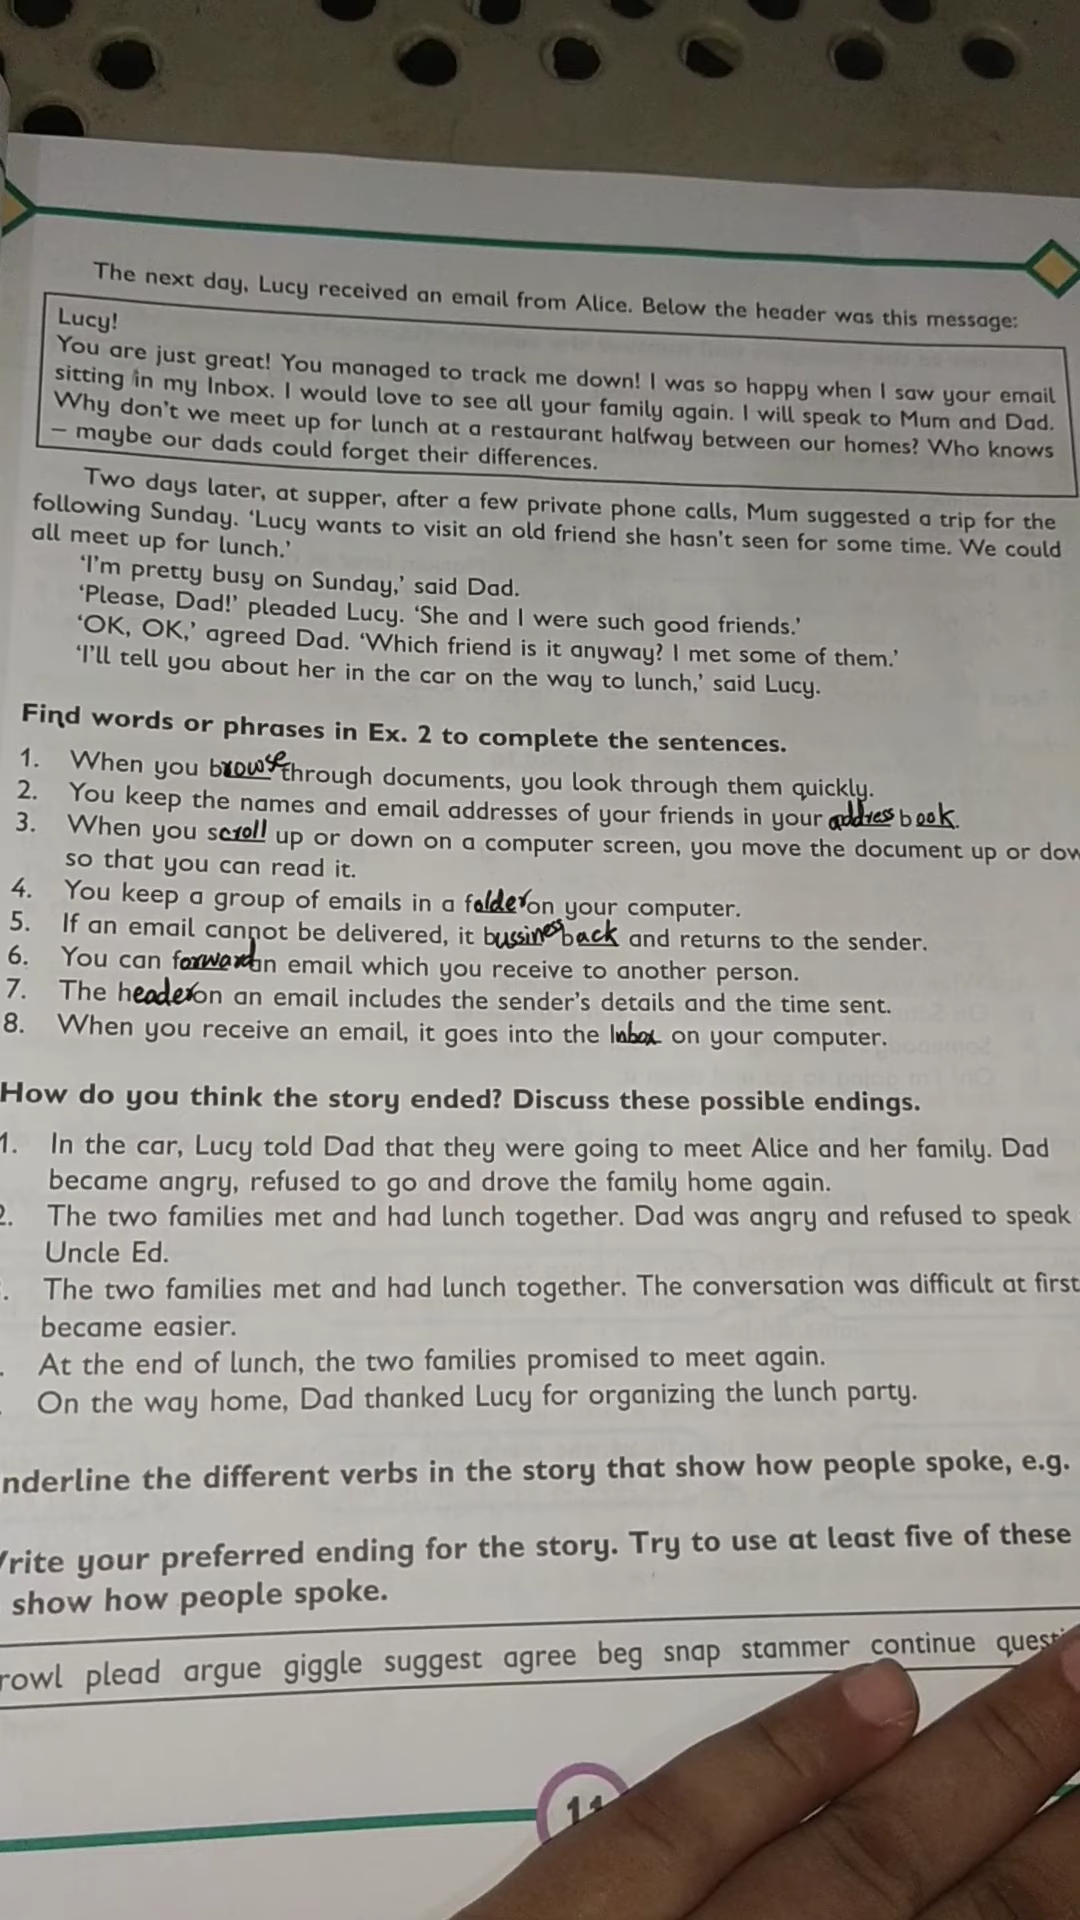 The next day, Lucy received an email from Alice. Below the header was this message:
Lucy!
You are just great! You managed to track me down! I was so happy when I saw your email
sitting in my Inbox. I would love to see all your family again. I will speak to Mum and Dad.
Why don't we meet up for lunch at a restaurant halfway between our homes? Who knows
– maybe our dads could forget their differences.
Two days later, at supper, after a few private phone calls, Mum suggested a trip for the
following Sunday. ‘Lucy wants to visit an old friend she hasn't seen for some time. We could
all meet up for lunch.’
‘I'm pretty busy on Sunday,’ said Dad.
‘Please, Dad!’ pleaded Lucy. ‘She and I were such good friends.’
‘OK, OK,’ agreed Dad. ‘Which friend is it anyway? I met some of them.’
‘I'll tell you about her in the car on the way to lunch,’ said Lucy.
Find words or phrases in Ex. 2 to complete the sentences.
1. When you browse through documents, you look through them quickly.
2. You keep the names and email addresses of your friends in your address book.
3. When you scroll up or down on a computer screen, you move the document up or dow
so that you can read it.
4. You keep a group of emails in a folder on your computer.
5. If an email cannot be delivered, it bussiness back and returns to the sender.
6. You can forward an email which you receive to another person.
7. The header on an email includes the sender's details and the time sent.
8. When you receive an email, it goes into the Inbox on your computer.
How do you think the story ended? Discuss these possible endings.
1. In the car, Lucy told Dad that they were going to meet Alice and her family. Dad
became angry, refused to go and drove the family home again.
2. The two families met and had lunch together. Dad was angry and refused to speak
Uncle Ed.
The two families met and had lunch together. The conversation was difficult at first
became easier.
At the end of lunch, the two families promised to meet again.
On the way home, Dad thanked Lucy for organizing the lunch party.
nderline the different verbs in the story that show how people spoke, e.g.
rite your preferred ending for the story. Try to use at least five of these
show how people spoke.
rowl plead argue giggle suggest agree beg snap stammer continue quest